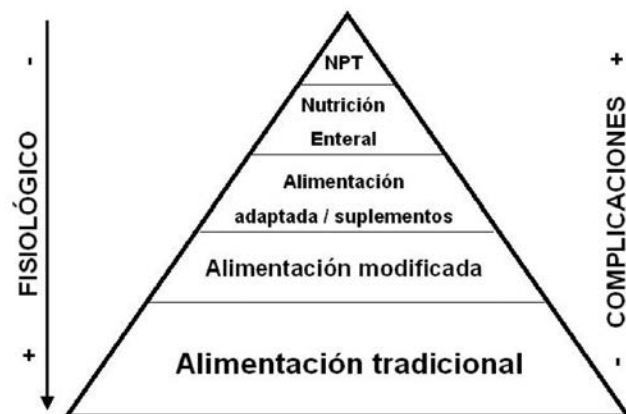 -
FISIOLÓGICO
+
NPT
Nutrición
Enteral
Alimentación
adaptada / suplementos
Alimentación modificada
Alimentación tradicional
+
COMPLICACIONES
-